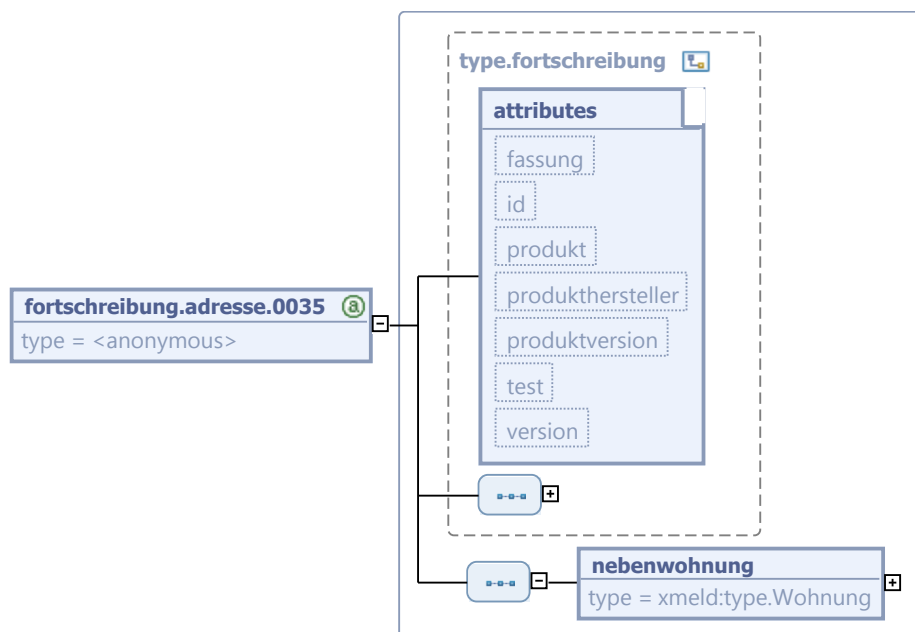 type.fortschreibung
attributes
fassung
id
produkt
produkthersteller
produktversion
test
version
fortschreibung.adresse.0035 a
type = <anonymous>
nebenwohnung
type = xmeld:type.Wohnung